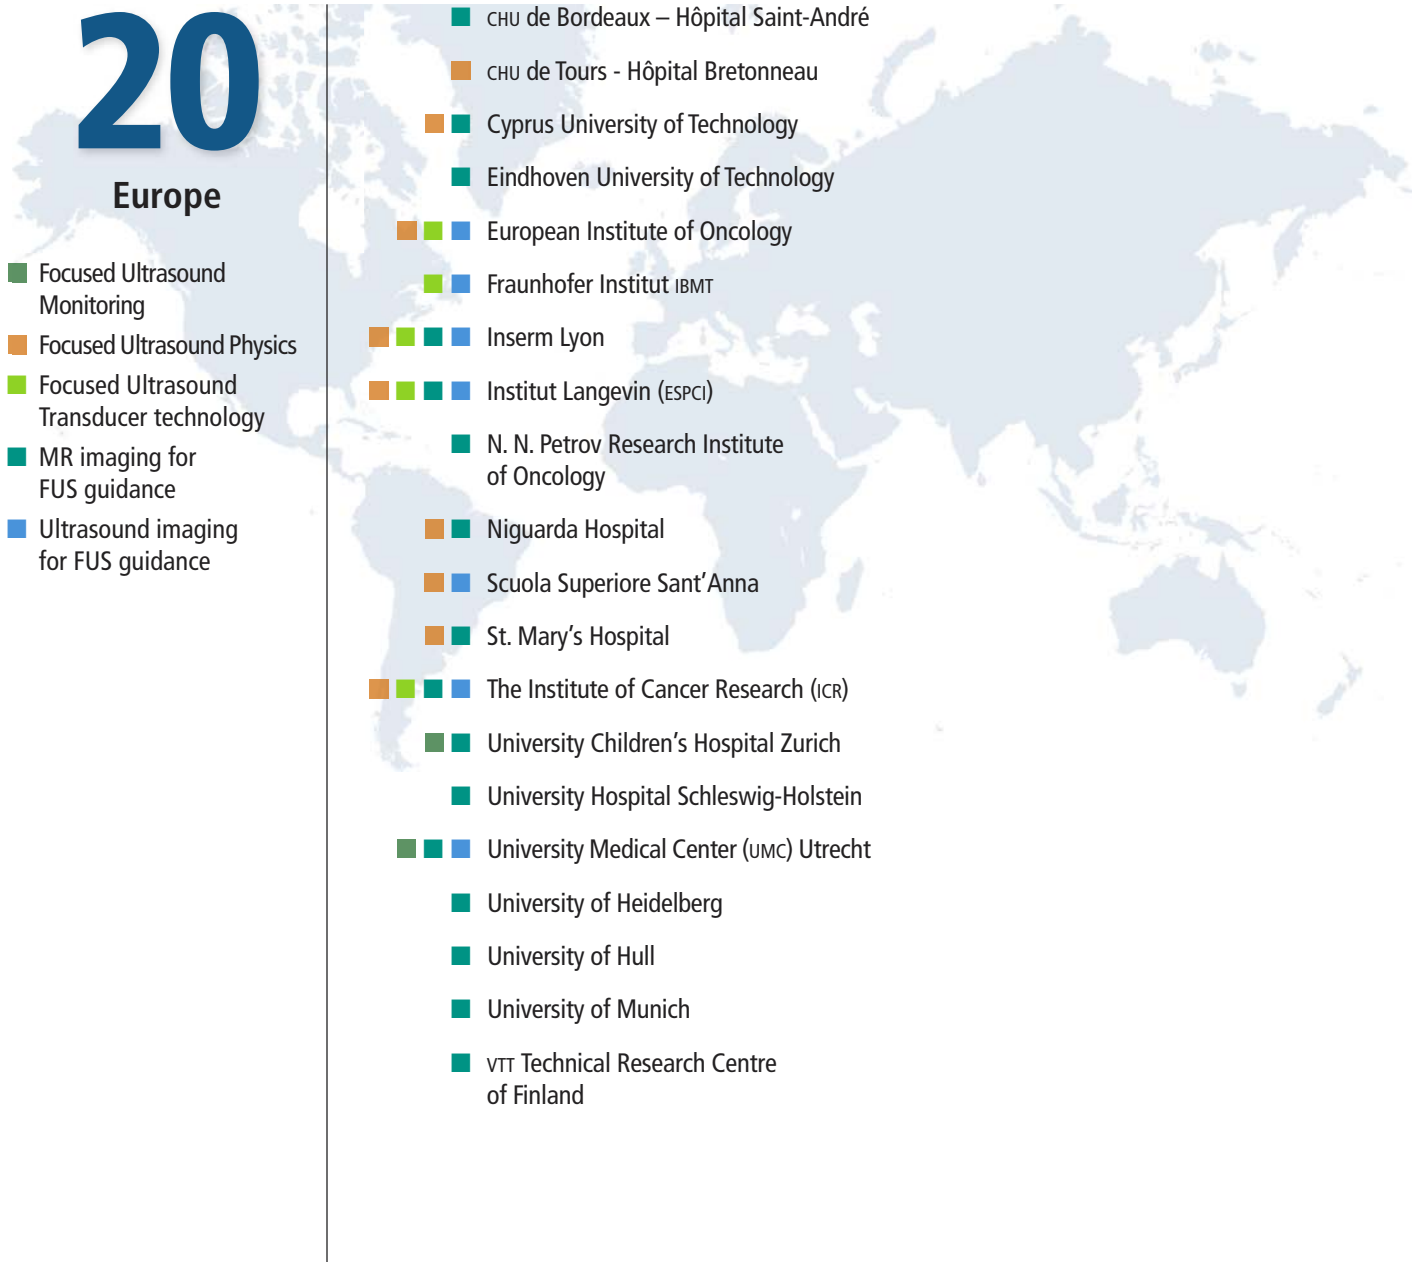 20
Europe
Focused Ultrasound
Monitoring
Focused Ultrasound Physics
Focused Ultrasound
Transducer technology
MR imaging for
FUS guidance
Ultrasound imaging
for FUS guidance
CHU de Bordeaux – Hôpital Saint-André
CHU de Tours - Hôpital Bretonneau
Cyprus University of Technology
Eindhoven University of Technology
European Institute of Oncology
Fraunhofer Institut IBMT
Inserm Lyon
Institut Langevin (ESPCI)
N. N. Petrov Research Institute
of Oncology
Niguarda Hospital
Scuola Superiore Sant’Anna
St. Mary’s Hospital
The Institute of Cancer Research (ICR)
University Children’s Hospital Zurich
University Hospital Schleswig-Holstein
University Medical Center (UMC) Utrecht
University of Heidelberg
University of Hull
University of Munich
VTT Technical Research Centre
of Finland